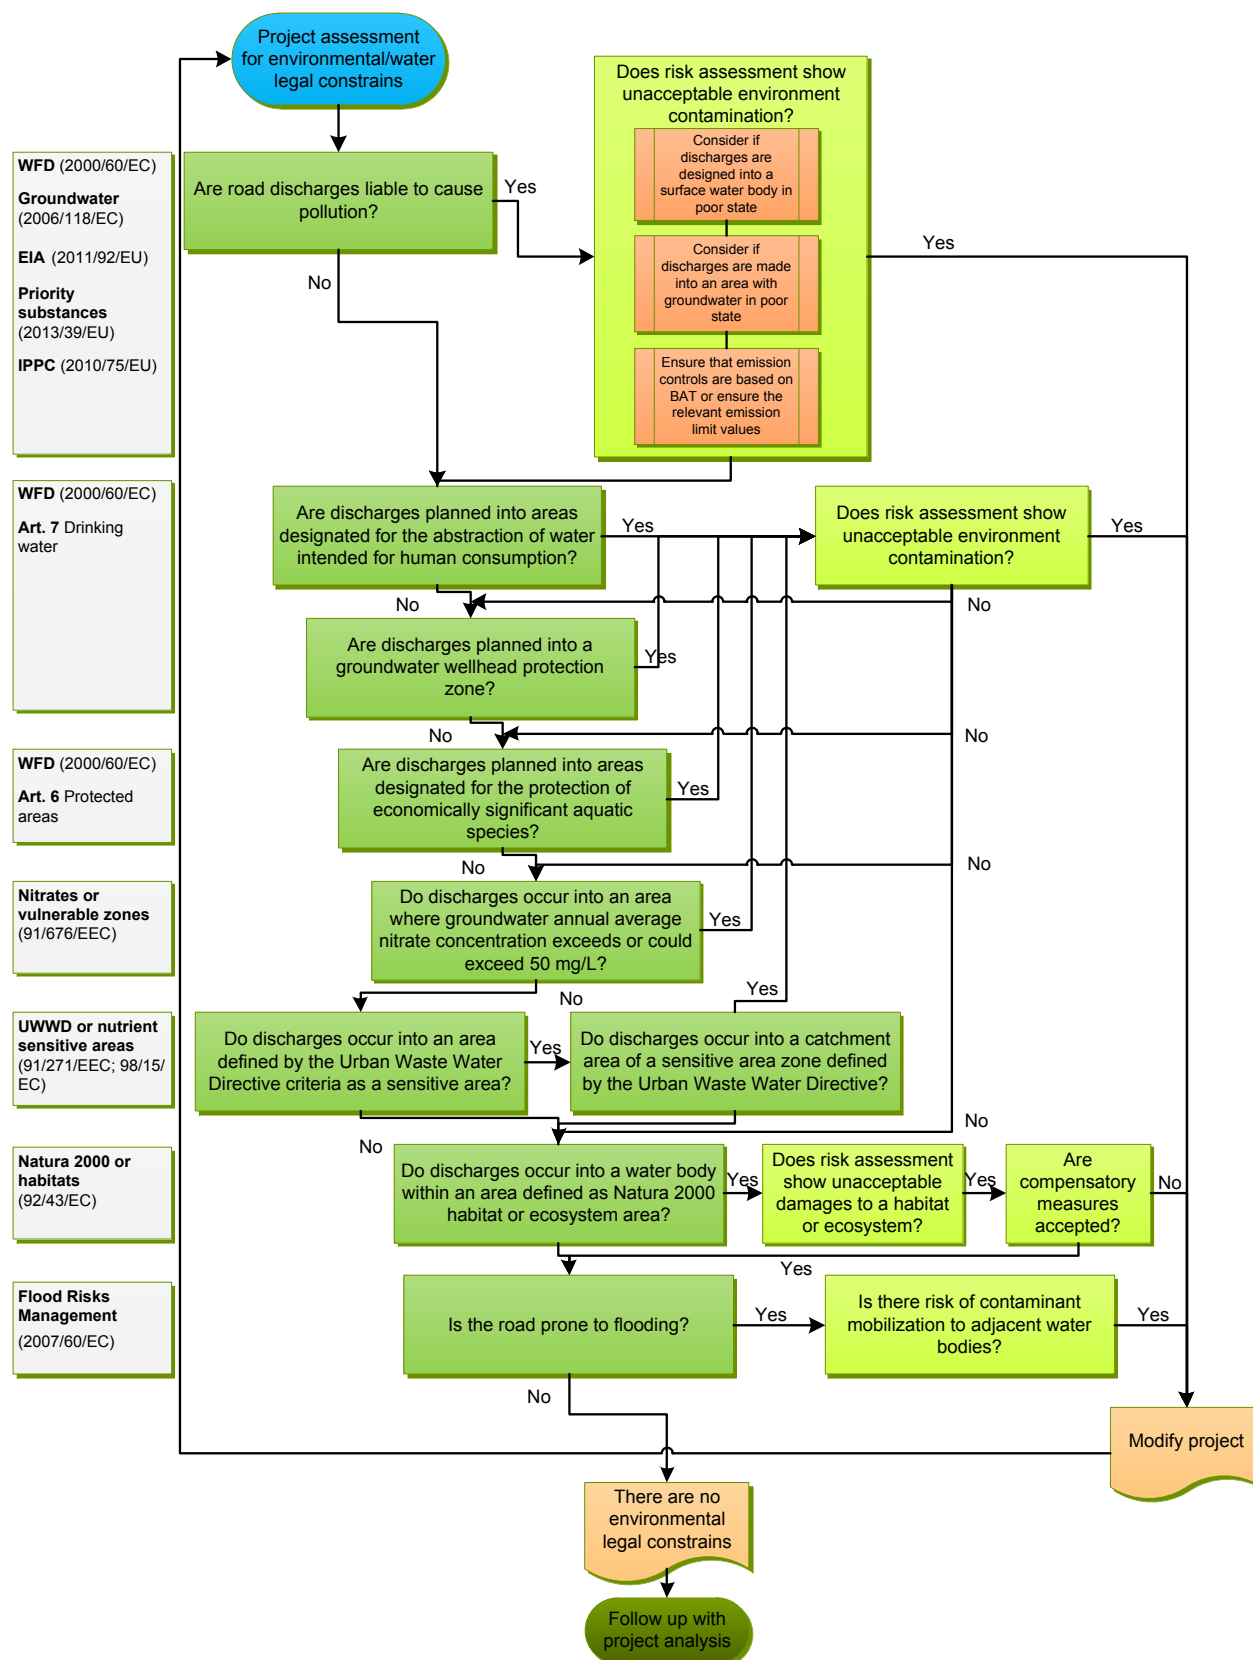 Project assessment
for environmental/water
legal constrains
Does risk assessment show
unacceptable environment
contamination?
Consider if
discharges are
designed into a
surface water body in
poor state
Consider if
discharges are made
into an area with
groundwater in poor
state
Ensure that emission
controls are based on
BAT or ensure the
relevant emission
limit values
Yes
WFD (2000/60/EC)
Groundwater
(2006/118/EC)
EIA (2011/92/EU)
Priority
substances
(2013/39/EU)
IPPC (2010/75/EU)
Are road discharges liable to cause
pollution?
Yes
No
WFD (2000/60/EC)
Art. 7 Drinking
water
Are discharges planned into areas
designated for the abstraction of water
intended for human consumption?
Yes
Does risk assessment show
unacceptable environment
contamination?
Yes
No
No
Are discharges planned into a
groundwater wellhead protection
zone?
Yes
No
No
WFD (2000/60/EC)
Art. 6 Protected
areas
Are discharges planned into areas
designated for the protection of
economically significant aquatic
species?
Yes
No
No
Nitrates or
vulnerable zones
(91/676/EEC)
Do discharges occur into an area
where groundwater annual average
nitrate concentration exceeds or could
exceed 50 mg/L?
Yes
No
Yes
UWWD or nutrient
sensitive areas
(91/271/EEC; 98/15/
EC)
Do discharges occur into an area
defined by the Urban Waste Water
Directive criteria as a sensitive area?
Yes
Do discharges occur into a catchment
area of a sensitive area zone defined
by the Urban Waste Water Directive?
No
No
Natura 2000 or
habitats
(92/43/EC)
Do discharges occur into a water body
within an area defined as Natura 2000
habitat or ecosystem area?
Yes
Does risk assessment
show unacceptable
damages to a habitat
or ecosystem?
Yes
Are
compensatory
measures
accepted?
No
Yes
Flood Risks
Management
(2007/60/EC)
Is the road prone to flooding?
Yes
Is there risk of contaminant
mobilization to adjacent water
bodies?
Yes
No
Modify project
There are no
environmental
legal constrains
Follow up with
project analysis